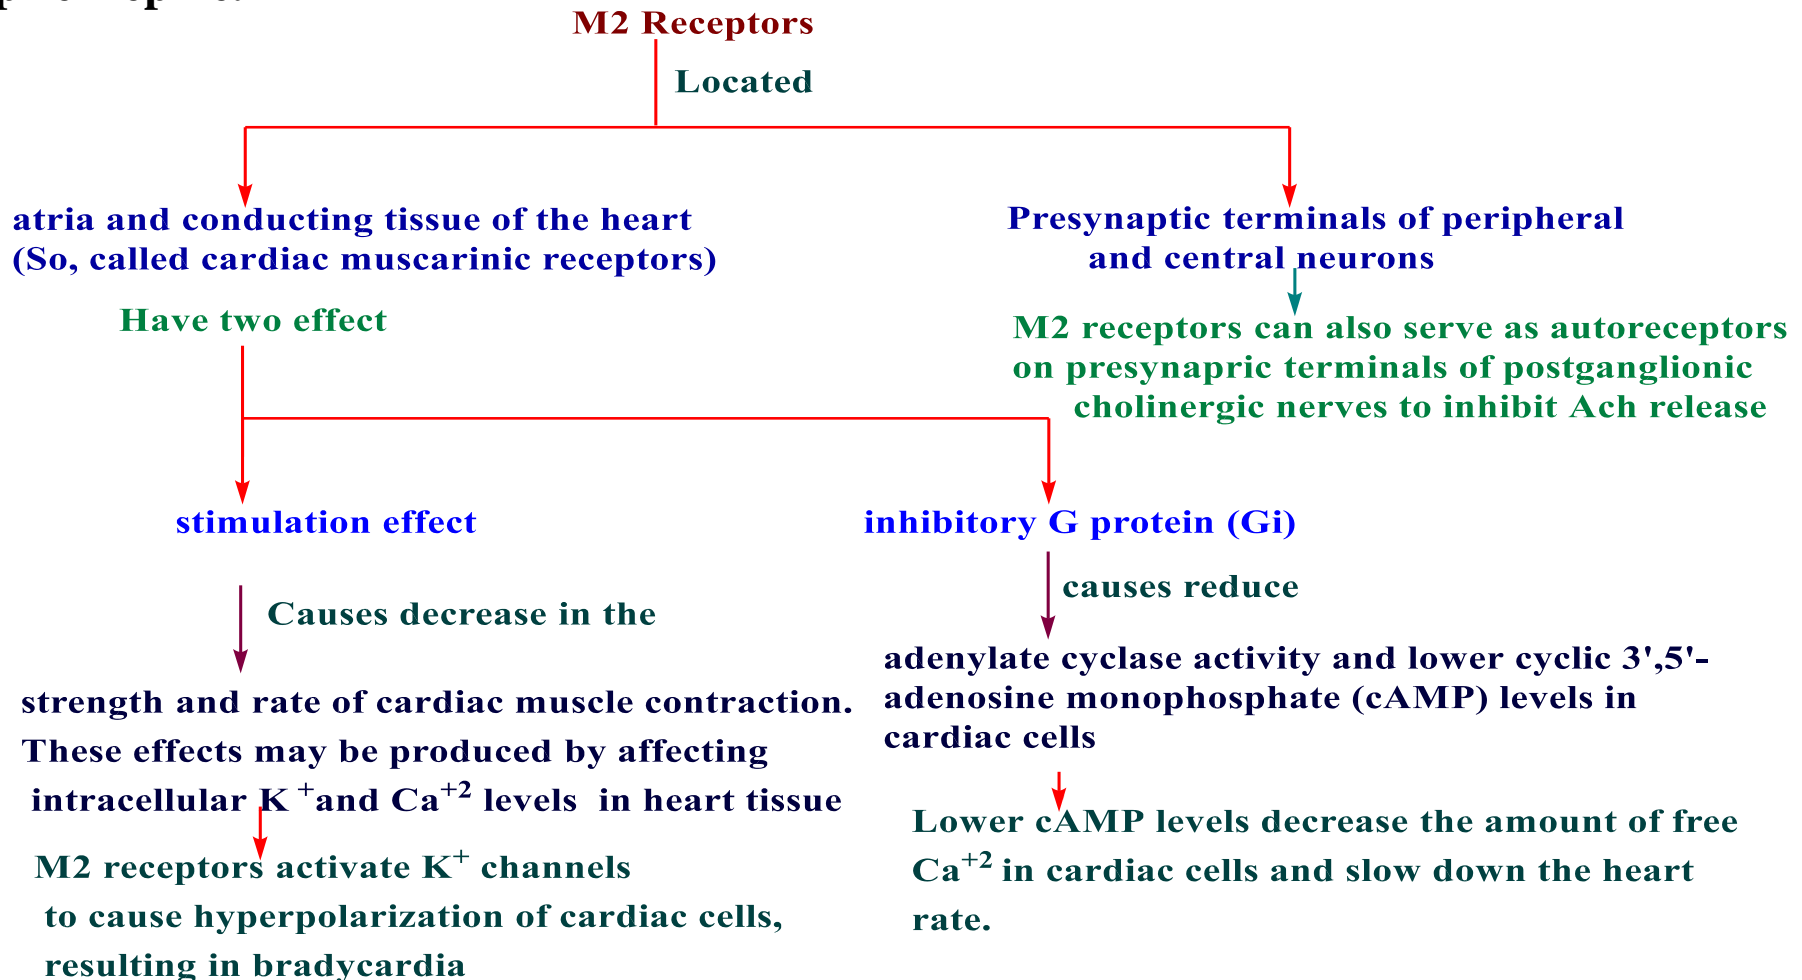 M2 Receptors
Located
atria and conducting tissue of the heart
(So, called cardiac muscarinic receptors)
Presynaptic terminals of peripheral
and central neurons
Have two effect
M2 receptors can also serve as autoreceptors
on presynapric terminals of postganglionic
cholinergic nerves to inhibit Ach release
stimulation effect
inhibitory G protein (Gi)
Causes decrease in the
causes reduce
strength and rate of cardiac muscle contraction.
These effects may be produced by affecting
intracellular K⁺and Ca⁺² levels in heart tissue
adenylate cyclase activity and lower cyclic 3',5'-
adenosine monophosphate (cAMP) levels in
cardiac cells
M2 receptors activate K⁺ channels
to cause hyperpolarization of cardiac cells,
resulting in bradycardia
Lower cAMP levels decrease the amount of free
Ca⁺² in cardiac cells and slow down the heart
rate.